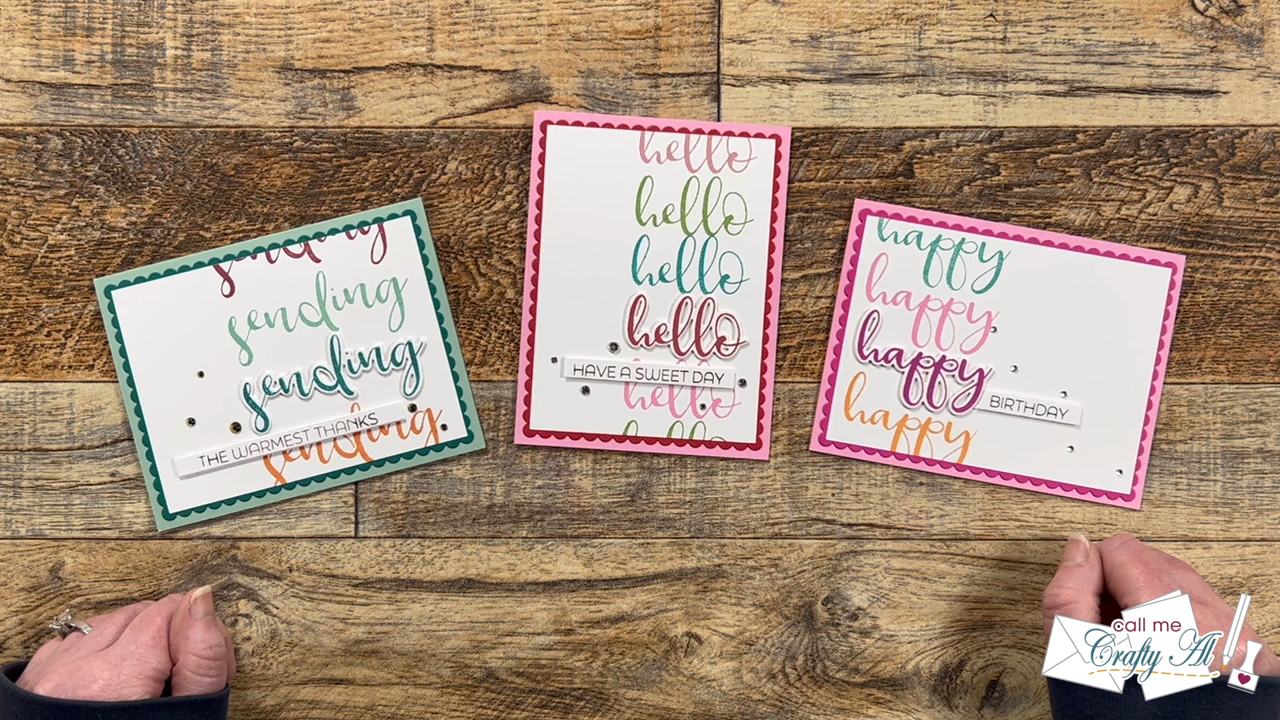 sending
sending
sending
THE WARMEST THANKS
sending
hello
hello
hello
hello
HAVE A SWEET DAY
hello
hello
happy
happy
happy
BIRTHDAY
happy
call me
Crafty Al!